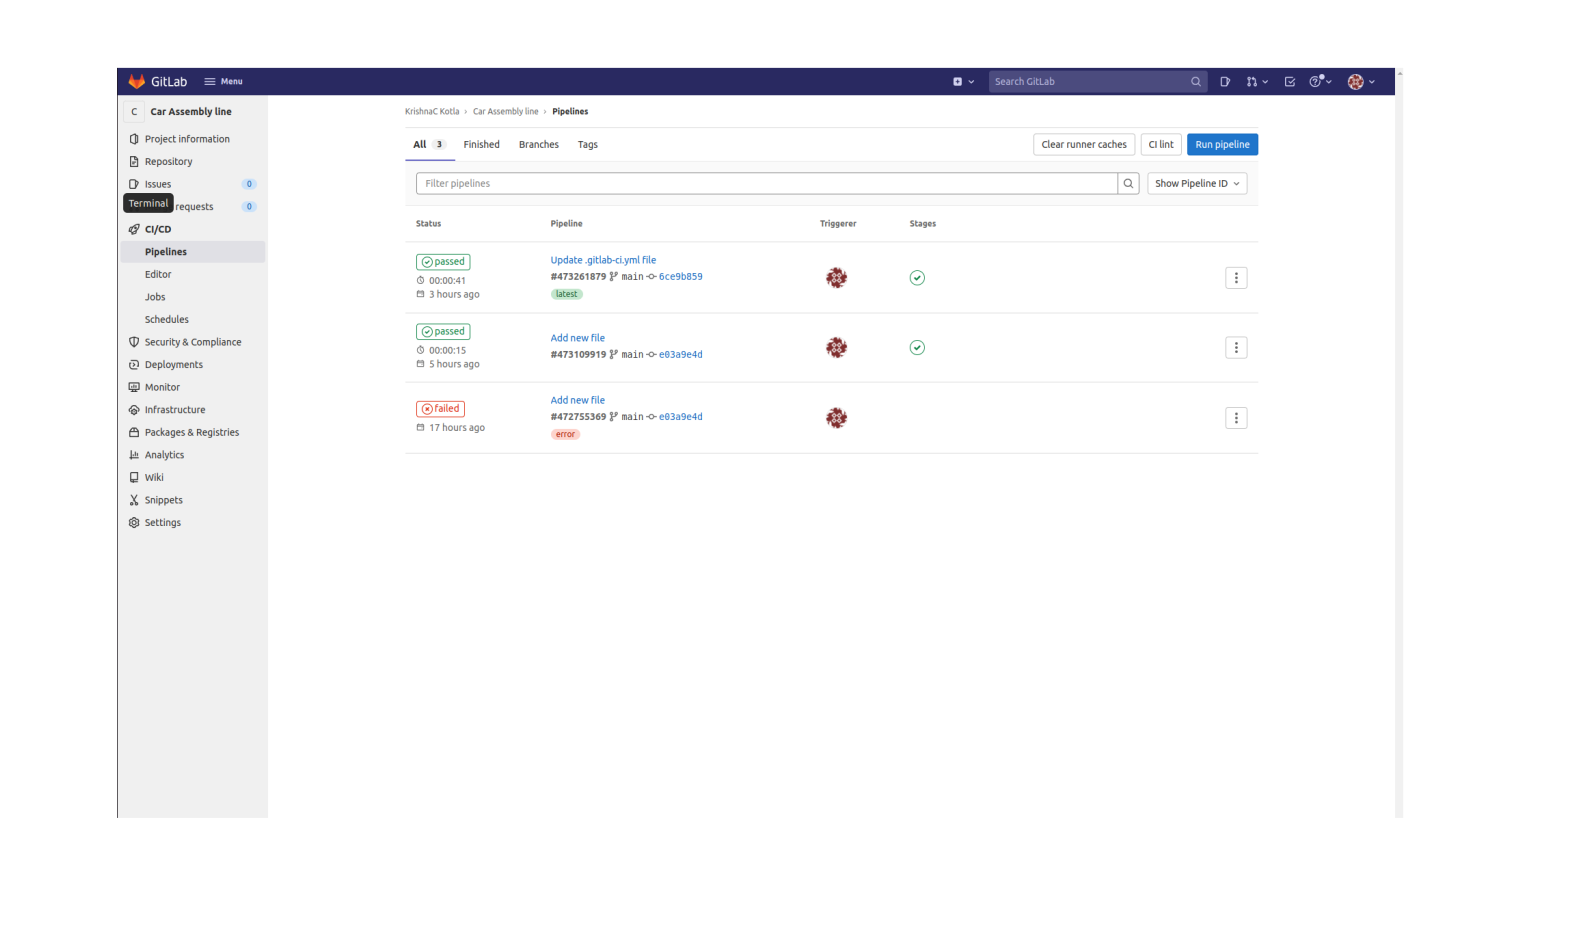 GitLab Menu Search GitLab
C Car Assembly line
Project information
Repository
Issues 0
Terminal requests 0
CI/CD
Pipelines
Editor
Jobs
Schedules
Security & Compliance
Deployments
Monitor
Infrastructure
Packages & Registries
Analytics
Wiki
Snippets
Settings
KrishnaC Kotla › Car Assembly line › Pipelines
All 3 Finished Branches Tags Clear runner caches CI lint Run pipeline
Filter pipelines Show Pipeline ID
Status Pipeline Triggerer Stages
passed Update .gitlab-ci.yml file
00:00:41 #473261879 main 6ce9b859
3 hours ago latest
passed Add new file
00:00:15 #473109919 main e03a9e4d
5 hours ago
failed Add new file
17 hours ago #472755369 main e03a9e4d
error